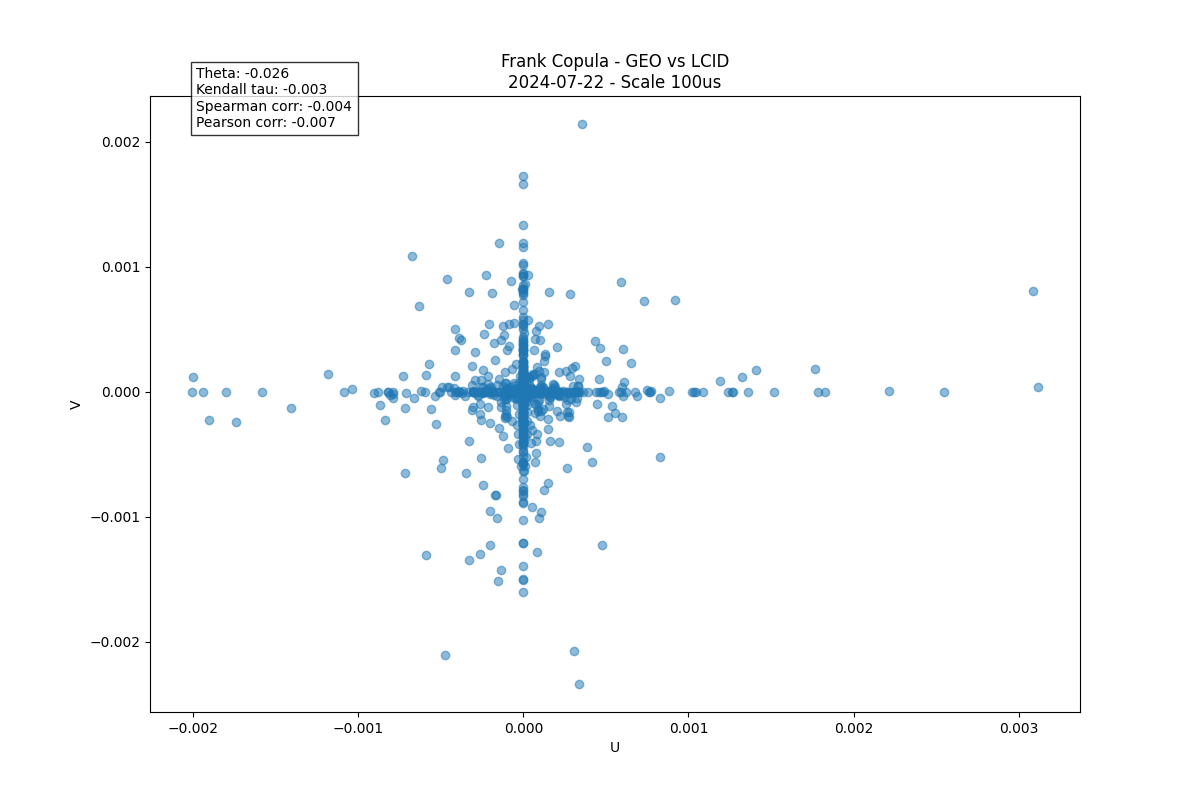 Frank Copula - GEO vs LCID
2024-07-22 - Scale 100us
Theta: -0.026
Kendall tau: -0.003
Spearman corr: -0.004
Pearson corr: -0.007
0.002
0.001
0.000
−0.001
−0.002
V
−0.002
−0.001
0.000
0.001
0.002
0.003
U